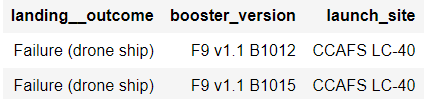 landing__outcome booster_version launch_site
Failure (drone ship) F9 v1.1 B1012 CCAFS LC-40
Failure (drone ship) F9 v1.1 B1015 CCAFS LC-40